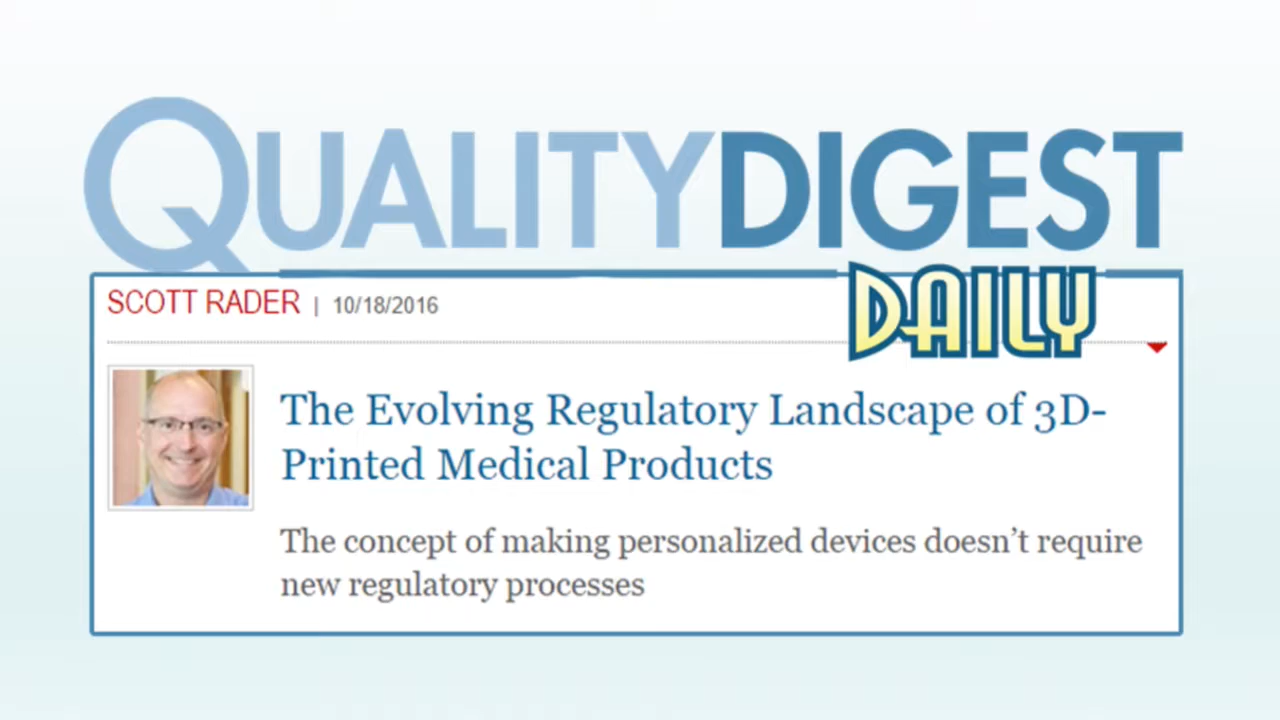 QUALITYDIGEST
DAILY
SCOTT RADER | 10/18/2016
The Evolving Regulatory Landscape of 3D-
Printed Medical Products
The concept of making personalized devices doesn’t require
new regulatory processes